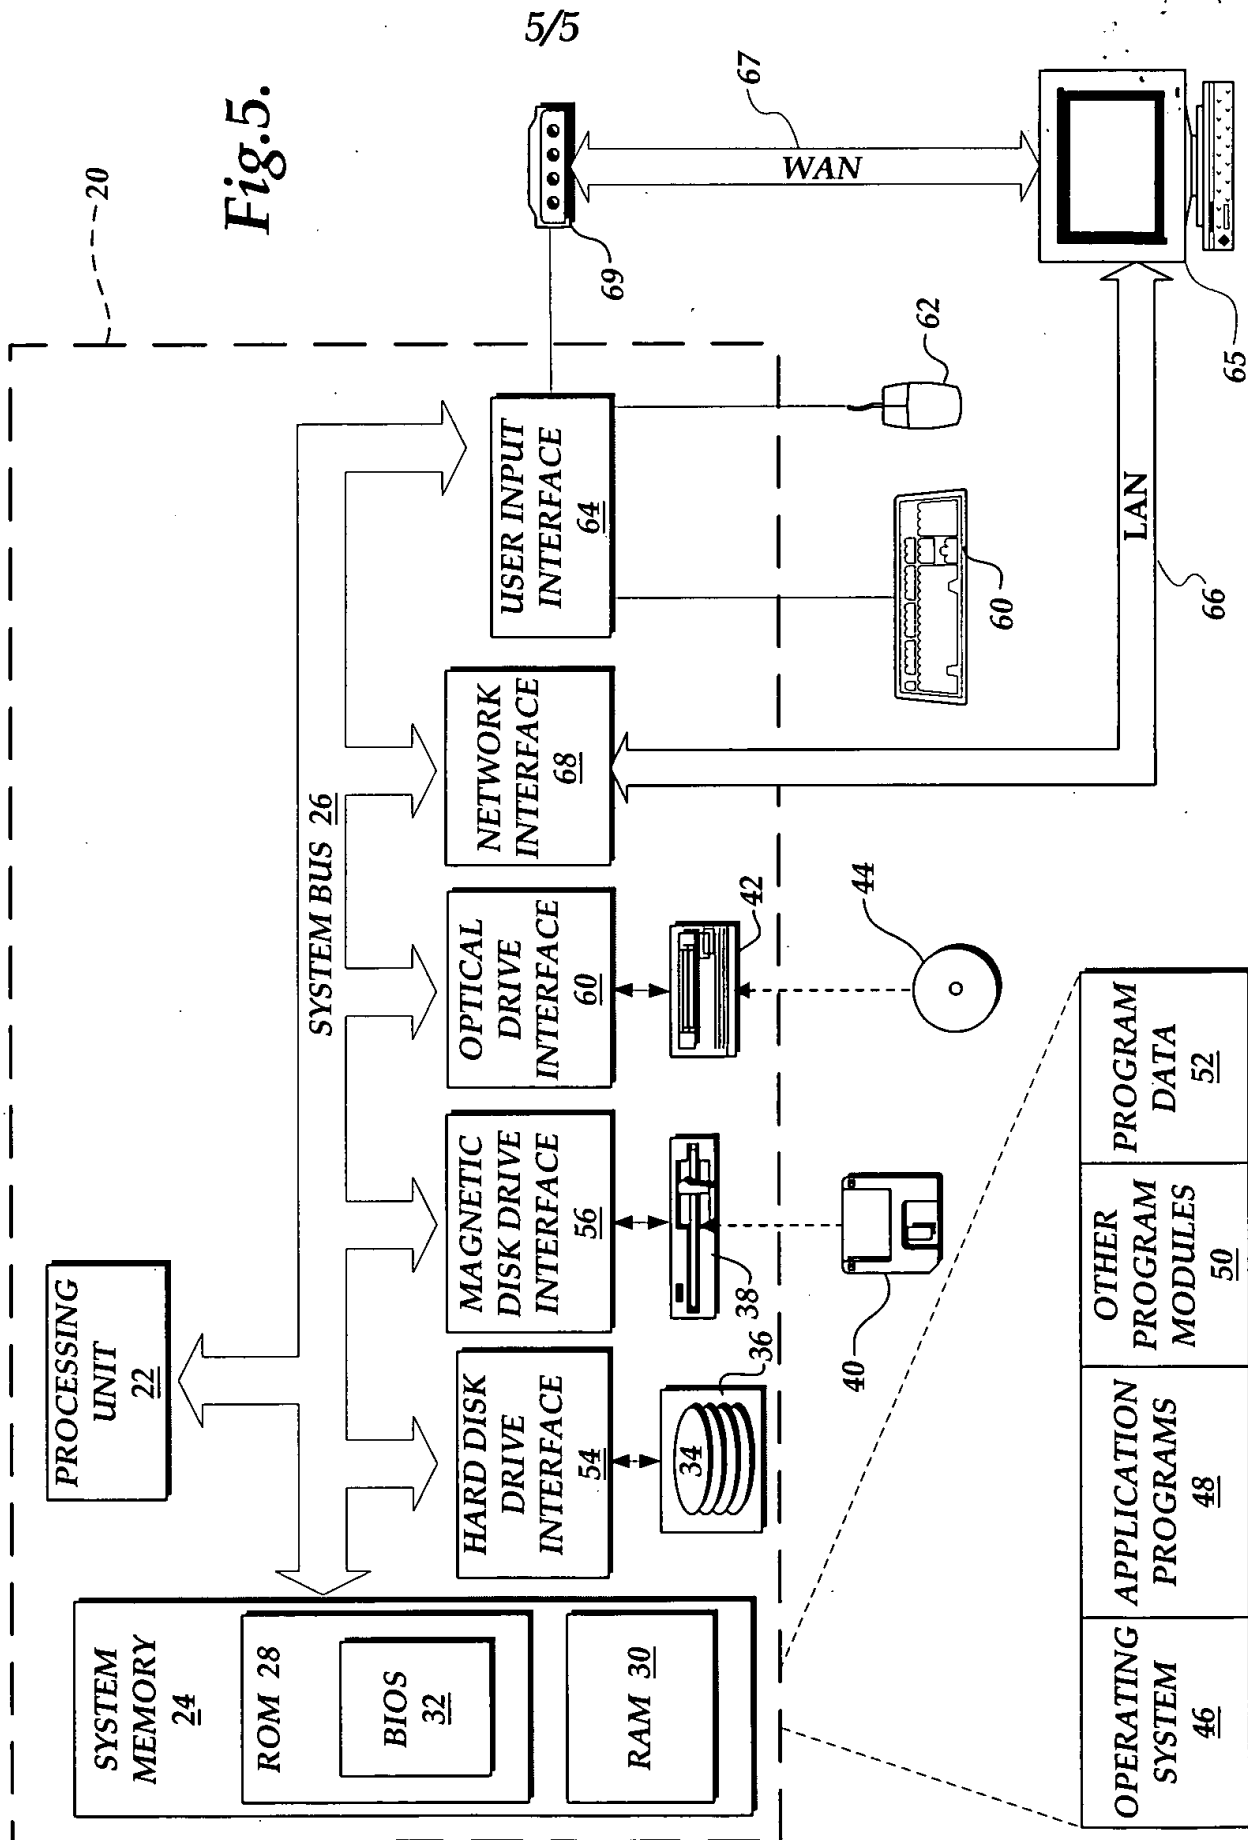 5/5
Fig.5.
20
PROCESSING
UNIT
22
SYSTEM BUS 26
SYSTEM
MEMORY
24
ROM 28
BIOS
32
RAM 30
HARD DISK
DRIVE
INTERFACE
54
MAGNETIC
DISK DRIVE
INTERFACE
56
OPTICAL
DRIVE
INTERFACE
60
NETWORK
INTERFACE
68
USER INPUT
INTERFACE
64
34
36
38
42
40
44
60
62
69
WAN
67
LAN
66
65
OPERATING
SYSTEM
46
APPLICATION
PROGRAMS
48
OTHER
PROGRAM
MODULES
50
PROGRAM
DATA
52